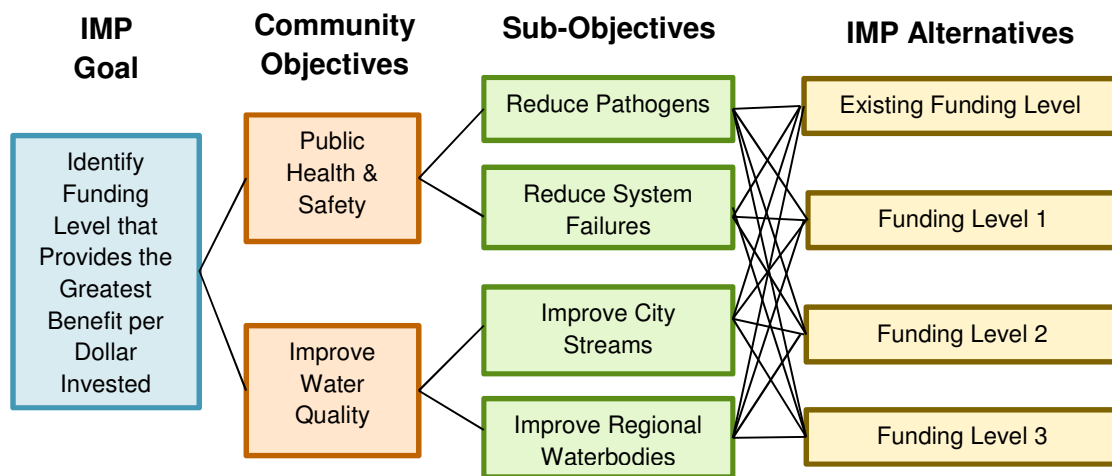 IMP
Goal
Community
Objectives
Sub-Objectives
IMP Alternatives
Identify
Funding
Level that
Provides the
Greatest
Benefit per
Dollar
Invested
Public
Health &
Safety
Improve
Water
Quality
Reduce Pathogens
Reduce System
Failures
Improve City
Streams
Improve Regional
Waterbodies
Existing Funding Level
Funding Level 1
Funding Level 2
Funding Level 3